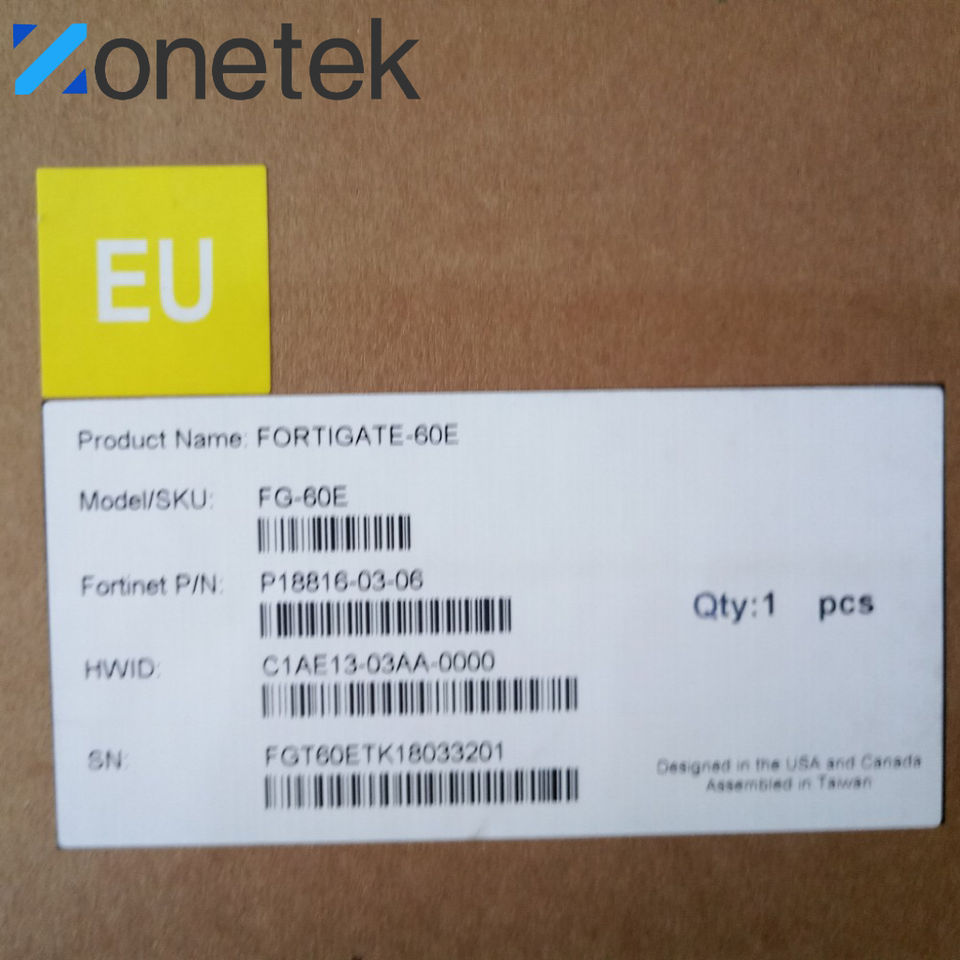 Zonetek
EU
Product Name: FORTIGATE-60E
Model/SKU: FG-60E
Fortinet P/N: P18816-03-06
HWID: C1AE13-03AA-0000
Qty:1 pcs
SN: FGT60ETK18033201
Designed in the USA and Canada
Assembled in Taiwan